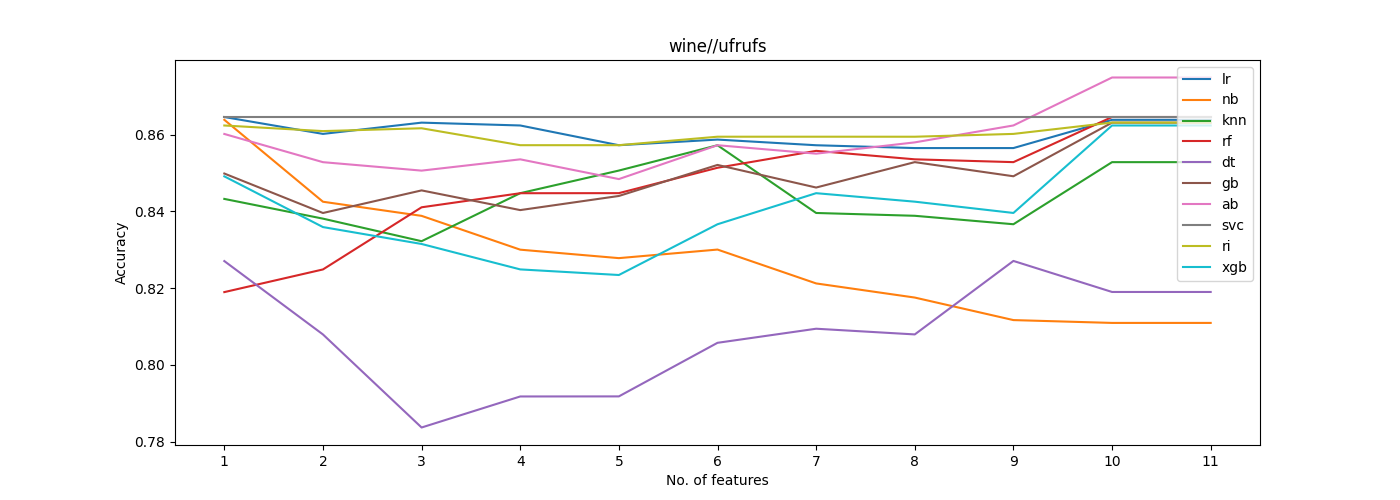 wine//ufrufs
Accuracy
0.86
0.84
0.82
0.80
0.78
1 2 3 4 5 6 7 8 9 10 11
No. of features
lr
nb
knn
rf
dt
gb
ab
svc
ri
xgb